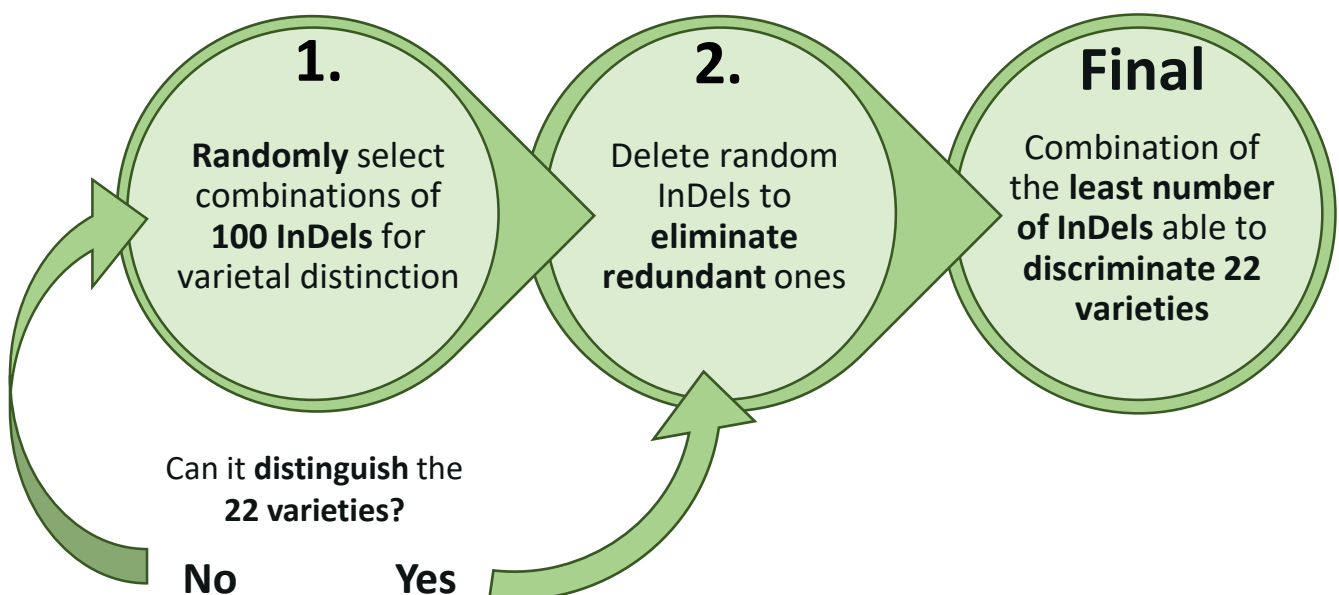 1.
Randomly select
combinations of
100 InDels for
varietal distinction
2.
Delete random
InDels to
eliminate
redundant ones
Final
Combination of
the least number
of InDels able to
discriminate 22
varieties
Can it distinguish the
22 varieties?
No
Yes